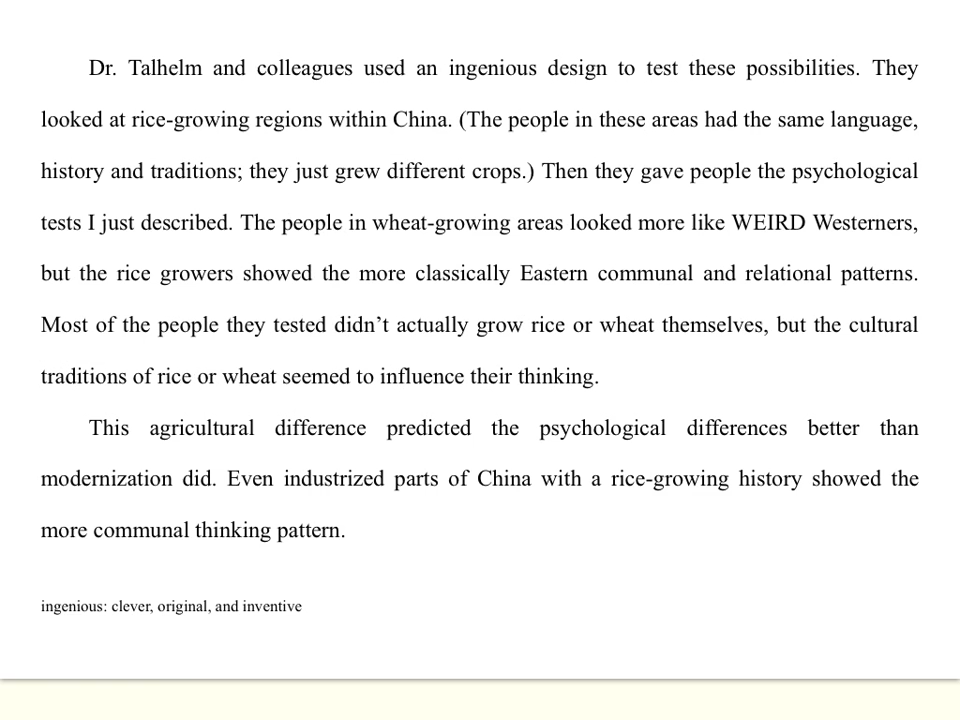 Dr. Talhelm and colleagues used an ingenious design to test these possibilities. They
looked at rice-growing regions within China. (The people in these areas had the same language,
history and traditions; they just grew different crops.) Then they gave people the psychological
tests I just described. The people in wheat-growing areas looked more like WEIRD Westerners,
but the rice growers showed the more classically Eastern communal and relational patterns.
Most of the people they tested didn’t actually grow rice or wheat themselves, but the cultural
traditions of rice or wheat seemed to influence their thinking.
This agricultural difference predicted the psychological differences better than
modernization did. Even industrized parts of China with a rice-growing history showed the
more communal thinking pattern.
ingenious: clever, original, and inventive